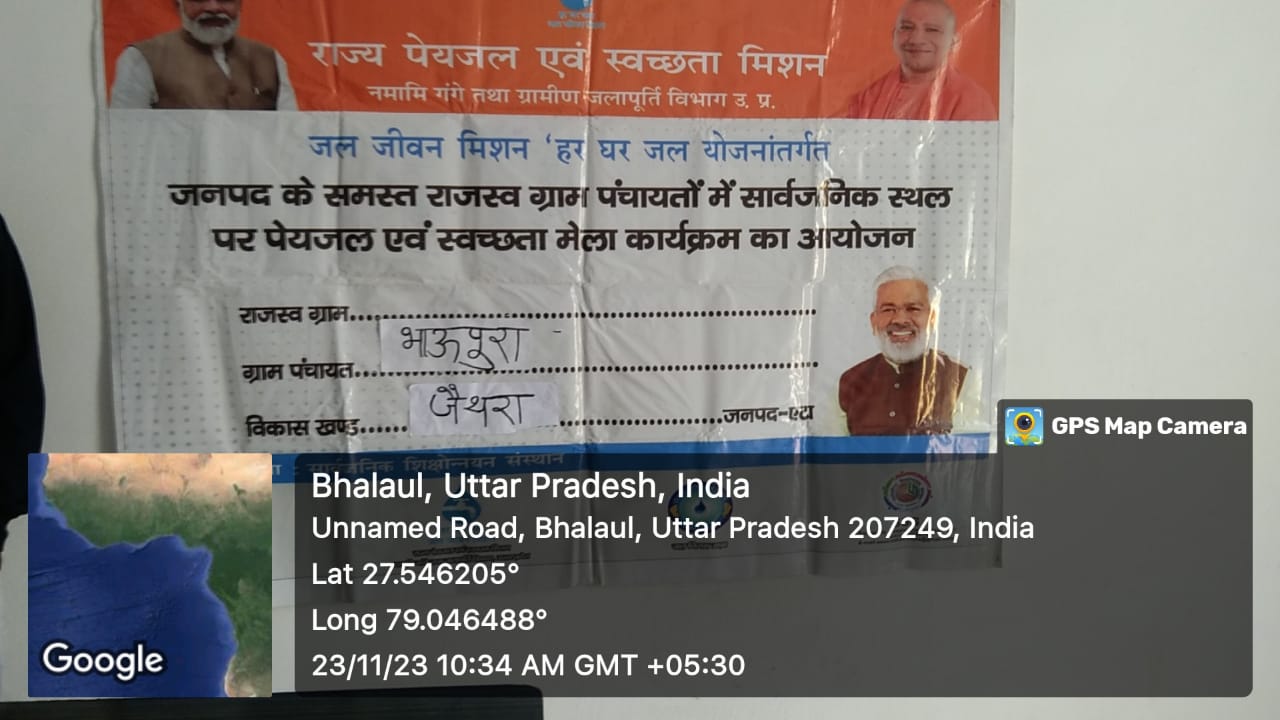 राज्य पेयजल एवं स्वच्छता मिशन
नमामि गंगे तथा ग्रामीण जलापूर्ति विभाग उ. प्र.
जल जीवन मिशन 'हर घर जल योजनांतर्गत
जनपद के समस्त राजस्व ग्राम पंचायतों में सार्वजनिक स्थल
पर पेयजल एवं स्वच्छता मेला कार्यक्रम का आयोजन
राजस्व ग्राम..........................................................
भाऊपुरा -
ग्राम पंचायत..........................................................
जैथरा
विकास खण्ड......      ........................जनपद-एटा
सार्वजनिक शिक्षोन्नयन संस्थान
GPS Map Camera
Bhalaul, Uttar Pradesh, India
Unnamed Road, Bhalaul, Uttar Pradesh 207249, India
Lat 27.546205°
Long 79.046488°
23/11/23 10:34 AM GMT +05:30
Google